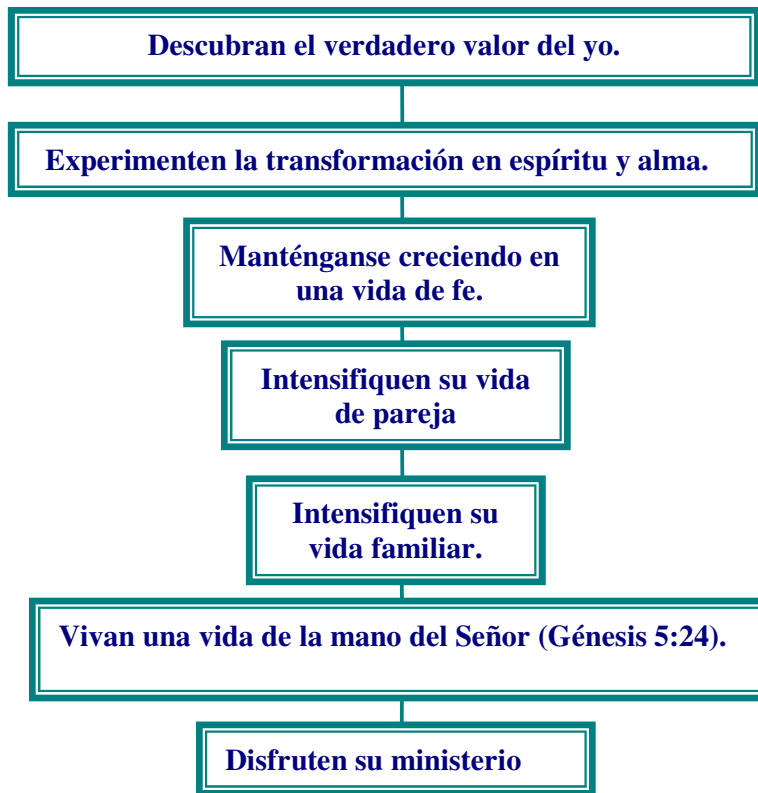 Descubran el verdadero valor del yo.
Experimenten la transformación en espíritu y alma.
Manténganse creciendo en
una vida de fe.
Intensifiquen su vida
de pareja
Intensifiquen su
vida familiar.
Vivan una vida de la mano del Señor (Génesis 5:24).
Disfruten su ministerio